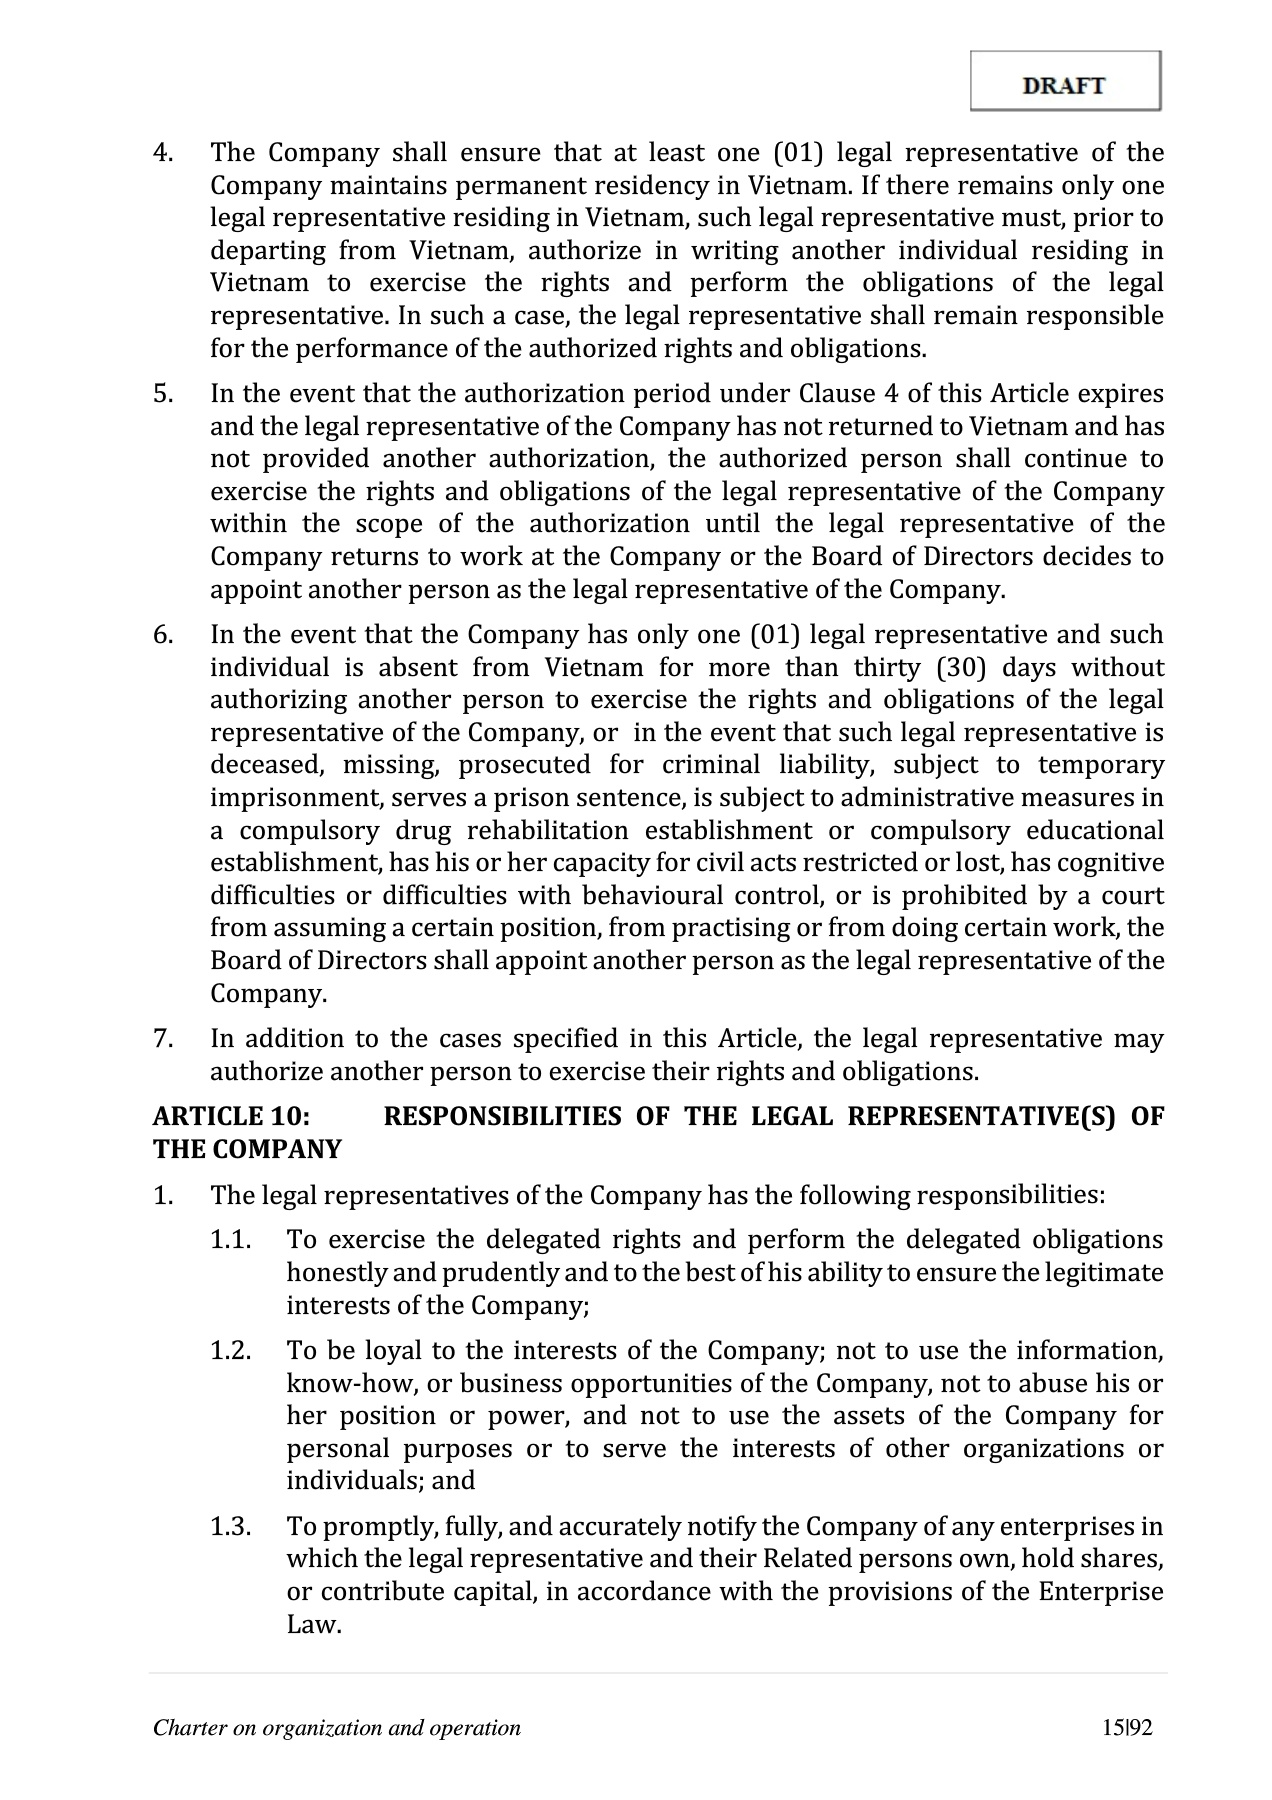 DRAFT
4. The Company shall ensure that at least one (01) legal representative of the
Company maintains permanent residency in Vietnam. If there remains only one
legal representative residing in Vietnam, such legal representative must, prior to
departing from Vietnam, authorize in writing another individual residing in
Vietnam to exercise the rights and perform the obligations of the legal
representative. In such a case, the legal representative shall remain responsible
for the performance of the authorized rights and obligations.
5. In the event that the authorization period under Clause 4 of this Article expires
and the legal representative of the Company has not returned to Vietnam and has
not provided another authorization, the authorized person shall continue to
exercise the rights and obligations of the legal representative of the Company
within the scope of the authorization until the legal representative of the
Company returns to work at the Company or the Board of Directors decides to
appoint another person as the legal representative of the Company.
6. In the event that the Company has only one (01) legal representative and such
individual is absent from Vietnam for more than thirty (30) days without
authorizing another person to exercise the rights and obligations of the legal
representative of the Company, or in the event that such legal representative is
deceased, missing, prosecuted for criminal liability, subject to temporary
imprisonment, serves a prison sentence, is subject to administrative measures in
a compulsory drug rehabilitation establishment or compulsory educational
establishment, has his or her capacity for civil acts restricted or lost, has cognitive
difficulties or difficulties with behavioural control, or is prohibited by a court
from assuming a certain position, from practising or from doing certain work, the
Board of Directors shall appoint another person as the legal representative of the
Company.
7. In addition to the cases specified in this Article, the legal representative may
authorize another person to exercise their rights and obligations.
ARTICLE 10: RESPONSIBILITIES OF THE LEGAL REPRESENTATIVE(S) OF
THE COMPANY
1. The legal representatives of the Company has the following responsibilities:
1.1. To exercise the delegated rights and perform the delegated obligations
honestly and prudently and to the best of his ability to ensure the legitimate
interests of the Company;
1.2. To be loyal to the interests of the Company; not to use the information,
know-how, or business opportunities of the Company, not to abuse his or
her position or power, and not to use the assets of the Company for
personal purposes or to serve the interests of other organizations or
individuals; and
1.3. To promptly, fully, and accurately notify the Company of any enterprises in
which the legal representative and their Related persons own, hold shares,
or contribute capital, in accordance with the provisions of the Enterprise
Law.
Charter on organization and operation 15|92